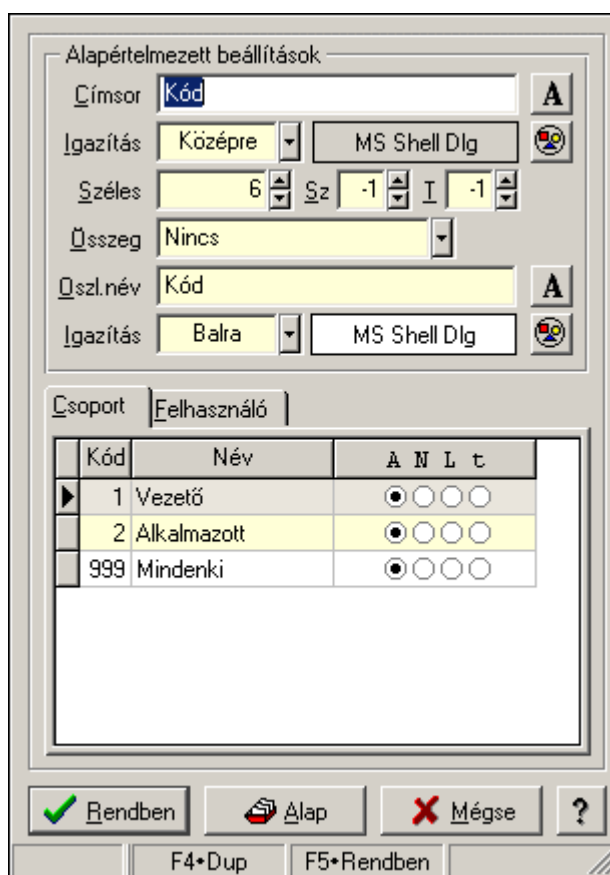 Alapértelmezett beállítások
Címsor Kód A
Igazítás Középre MS Shell Dlg
Széles 6 Sz -1 T -1
Összeg Nincs
Oszl.név Kód A
Igazítás Balra MS Shell Dlg
Csoport Felhasználó
Kód Név A N L t
1 Vezető
2 Alkalmazott
999 Mindenki
Rendben Alap Mégse ?
F4•Dup F5•Rendben